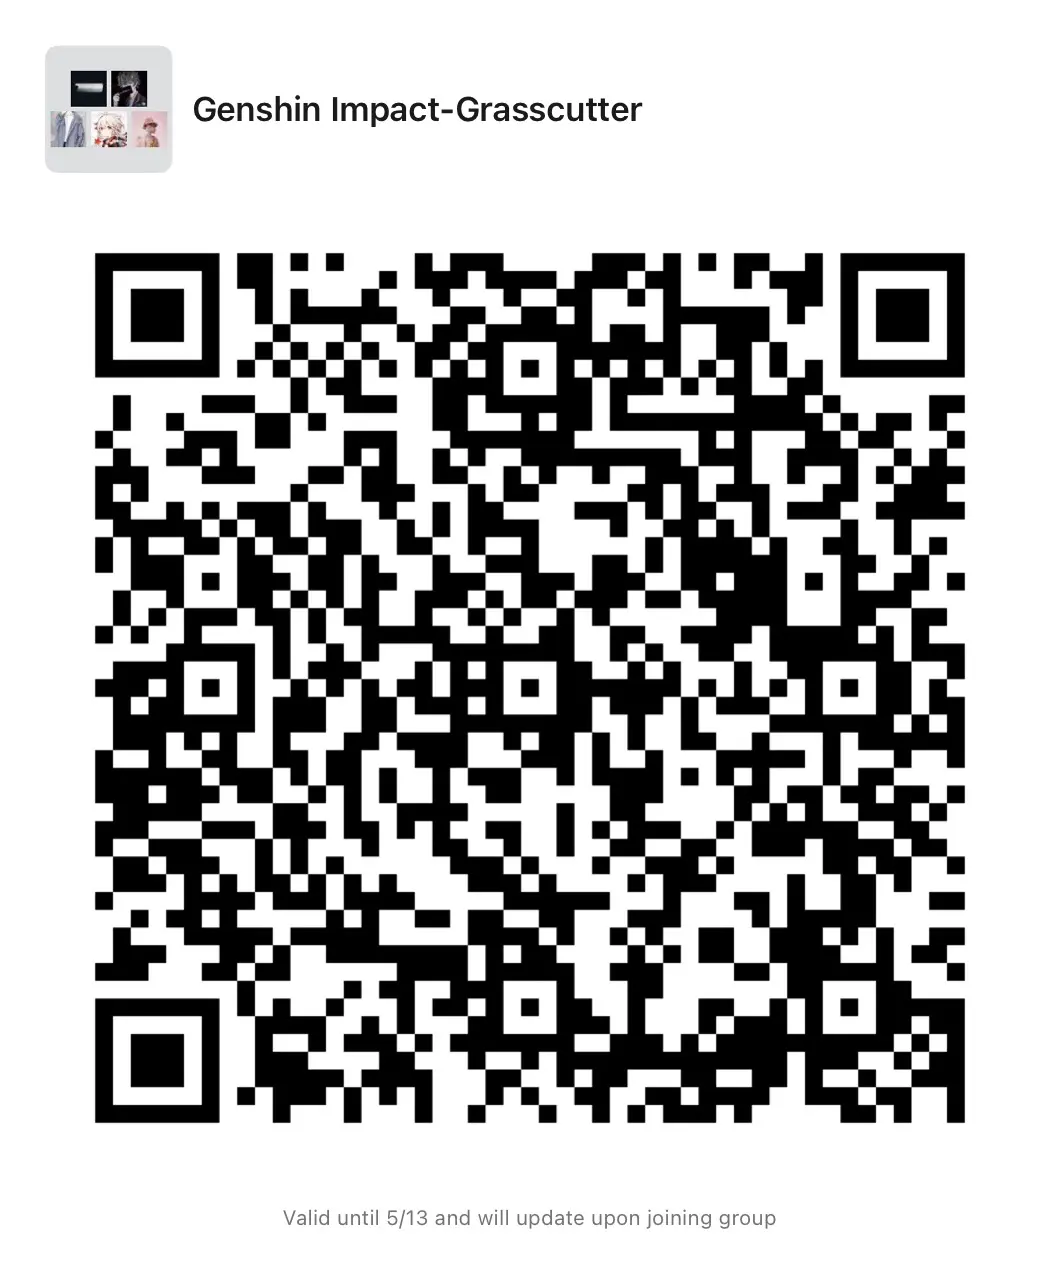 Genshin Impact-Grasscutter
Valid until 5/13 and will update upon joining group